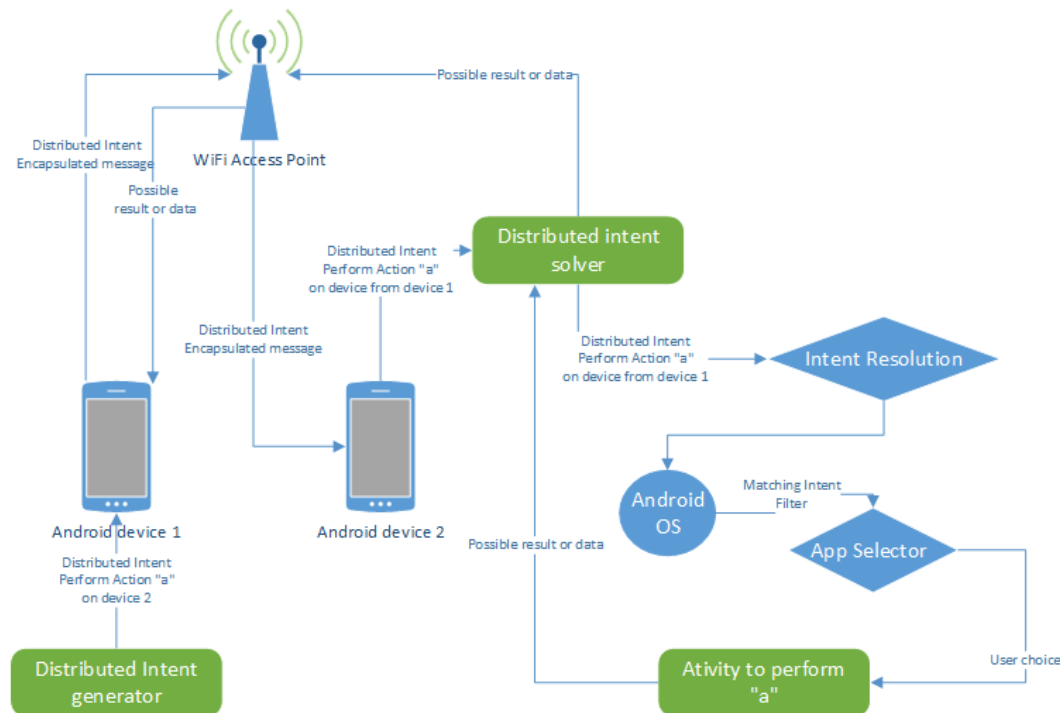 Possible result or data
Distributed Intent
Encapsulated message
WiFi Access Point
Possible
result or data
Distributed intent
solver
Distributed Intent
Perform Action "a"
on device from device 1
Distributed Intent
Encapsulated message
Distributed Intent
Perform Action "a"
on device from device 1
Intent Resolution
Matching Intent
Filter
Android
OS
Android device 1
Android device 2
Possible result or data
App Selector
Distributed Intent
Perform Action "a"
on device 2
User choice
Distributed Intent
generator
Ativity to perform
"a"